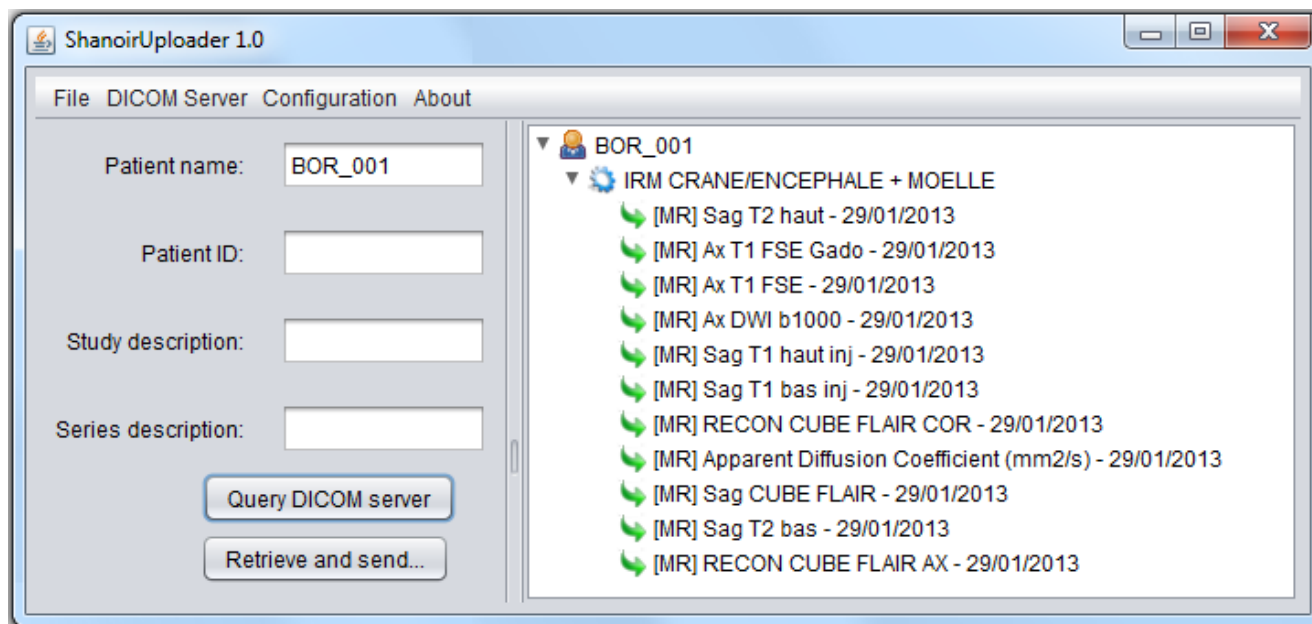 ShanoirUploader 1.0
File DICOM Server Configuration About
Patient name: BOR_001
Patient ID:
Study description:
Series description:
Query DICOM server
Retrieve and send...
BOR_001
IRM CRANE/ENCEPHALE + MOELLE
[MR] Sag T2 haut - 29/01/2013
[MR] Ax T1 FSE Gado - 29/01/2013
[MR] Ax T1 FSE - 29/01/2013
[MR] Ax DWI b1000 - 29/01/2013
[MR] Sag T1 haut inj - 29/01/2013
[MR] Sag T1 bas inj - 29/01/2013
[MR] RECON CUBE FLAIR COR - 29/01/2013
[MR] Apparent Diffusion Coefficient (mm2/s) - 29/01/2013
[MR] Sag CUBE FLAIR - 29/01/2013
[MR] Sag T2 bas - 29/01/2013
[MR] RECON CUBE FLAIR AX - 29/01/2013